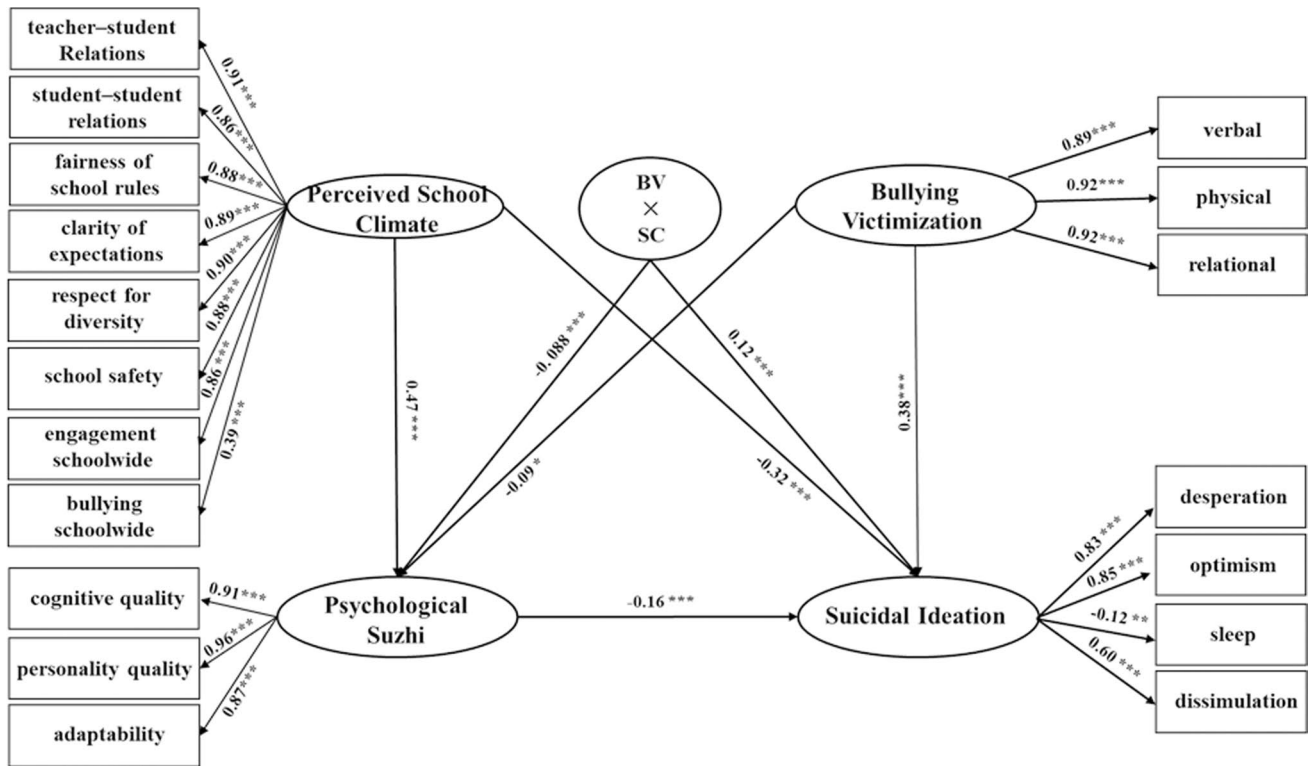 teacher–student
Relations
student–student
relations
fairness of
school rules
clarity of
expectations
respect for
diversity
school safety
engagement
schoolwide
bullying
schoolwide
cognitive quality
personality quality
adaptability
0.91***
0.86***
0.88***
0.89***
0.90***
0.88***
0.86***
0.39***
0.91***
0.96***
0.87***
Perceived School
Climate
BV
×
SC
Bullying
Victimization
0.47***
-0.088***
-0.09*
0.12***
-0.32***
0.38***
Psychological
Suzhi
-0.16***
Suicidal Ideation
0.89***
0.92***
0.92***
verbal
physical
relational
0.83***
0.85***
-0.12**
0.60***
desperation
optimism
sleep
dissimulation